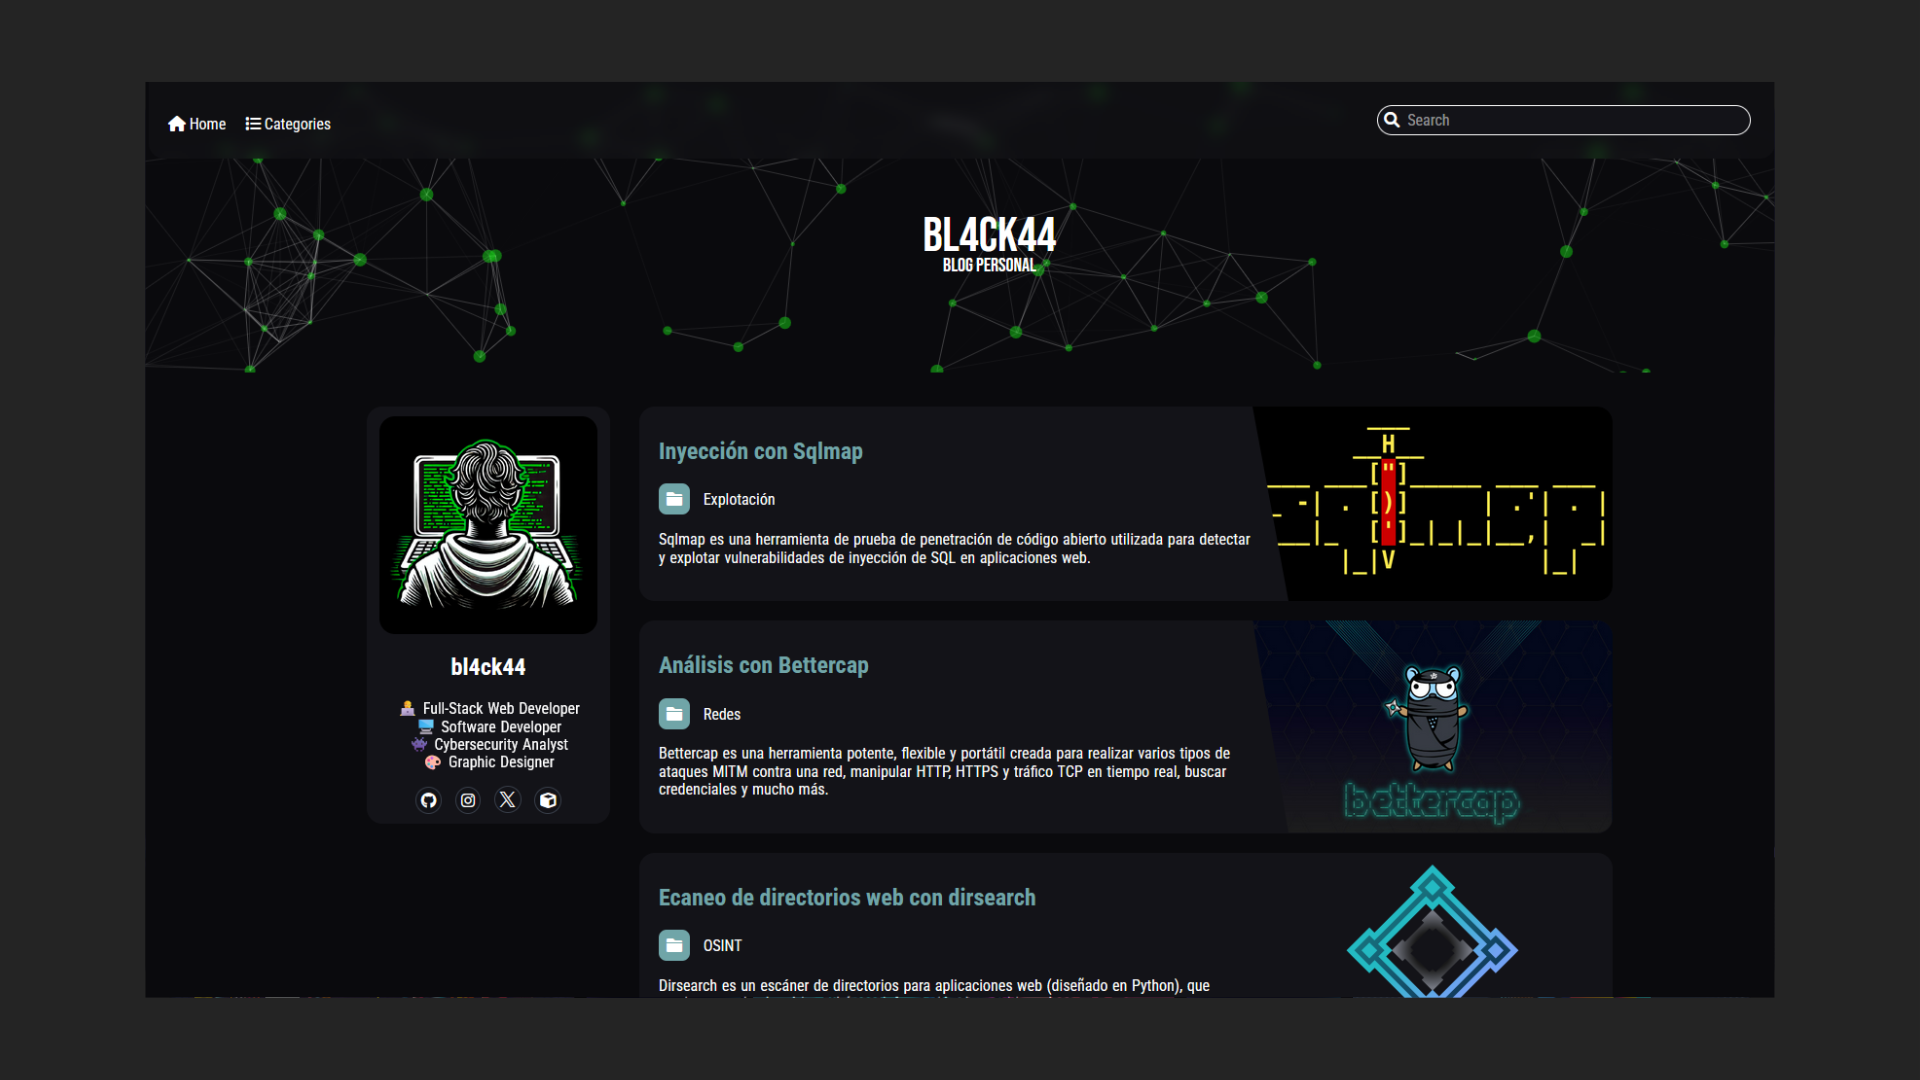 Home
Categories
Search
BL4CK44
BLOG PERSONAL
bl4ck44
Full-Stack Web Developer
Software Developer
Cybersecurity Analyst
Graphic Designer
Inyección con Sqlmap
Explotación
Sqlmap es una herramienta de prueba de penetración de código abierto utilizada para detectar
y explotar vulnerabilidades de inyección de SQL en aplicaciones web.
Análisis con Bettercap
Redes
Bettercap es una herramienta potente, flexible y portátil creada para realizar varios tipos de
ataques MITM contra una red, manipular HTTP, HTTPS y tráfico TCP en tiempo real, buscar
credenciales y mucho más.
bettercap
Ecaneo de directorios web con dirsearch
OSINT
Dirsearch es un escáner de directorios para aplicaciones web (diseñado en Python), que